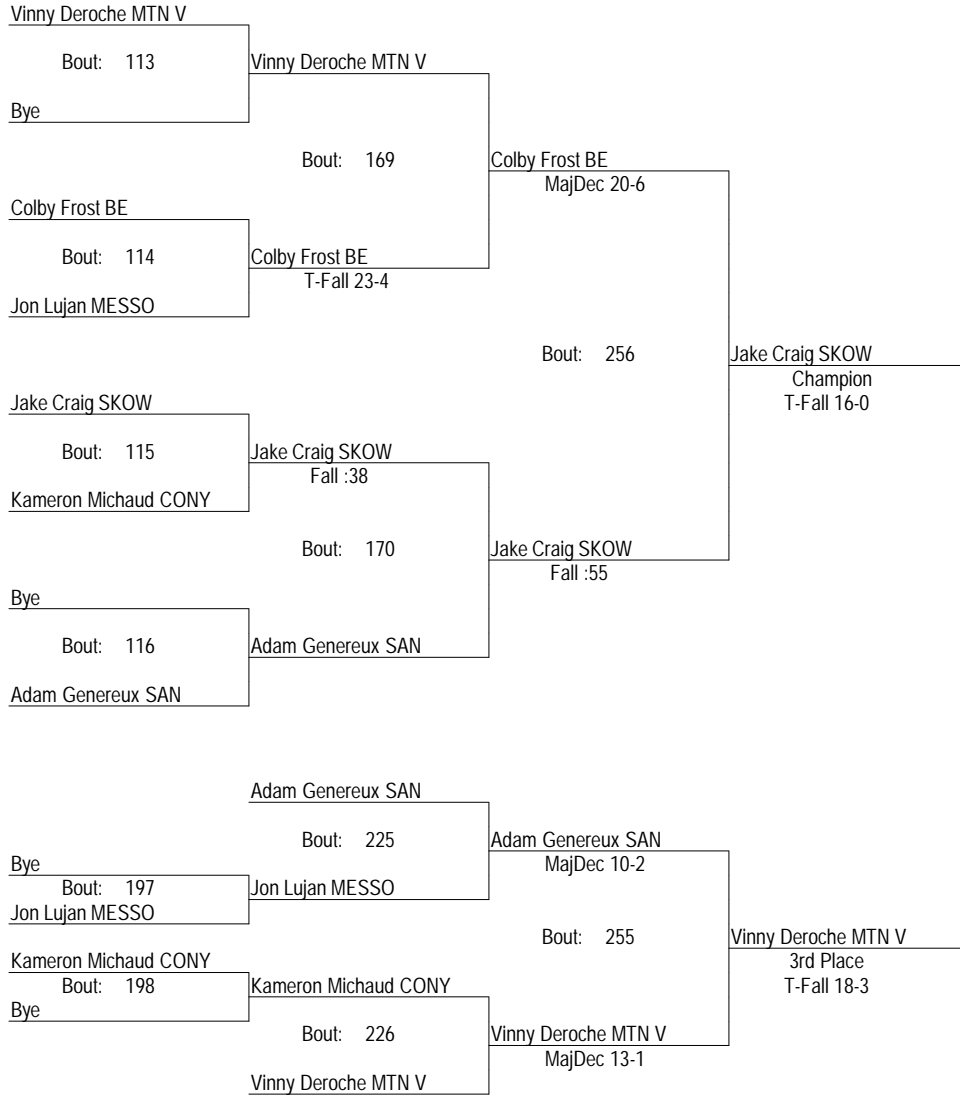 Vinny Deroche MTN V
Bout: 113
Vinny Deroche MTN V
Bye
Bout: 169
Colby Frost BE
MajDec 20-6
Colby Frost BE
Bout: 114
Colby Frost BE
T-Fall 23-4
Jon Lujan MESSO
Bout: 256
Jake Craig SKOW
Champion
T-Fall 16-0
Jake Craig SKOW
Bout: 115
Jake Craig SKOW
Fall :38
Kameron Michaud CONY
Bout: 170
Jake Craig SKOW
Fall :55
Bye
Bout: 116
Adam Genereux SAN
Adam Genereux SAN
Adam Genereux SAN
Bout: 225
Adam Genereux SAN
MajDec 10-2
Bye
Bout: 197
Jon Lujan MESSO
Jon Lujan MESSO
Bout: 255
Vinny Deroche MTN V
3rd Place
T-Fall 18-3
Kameron Michaud CONY
Bout: 198
Kameron Michaud CONY
Bye
Bout: 226
Vinny Deroche MTN V
MajDec 13-1
Vinny Deroche MTN V